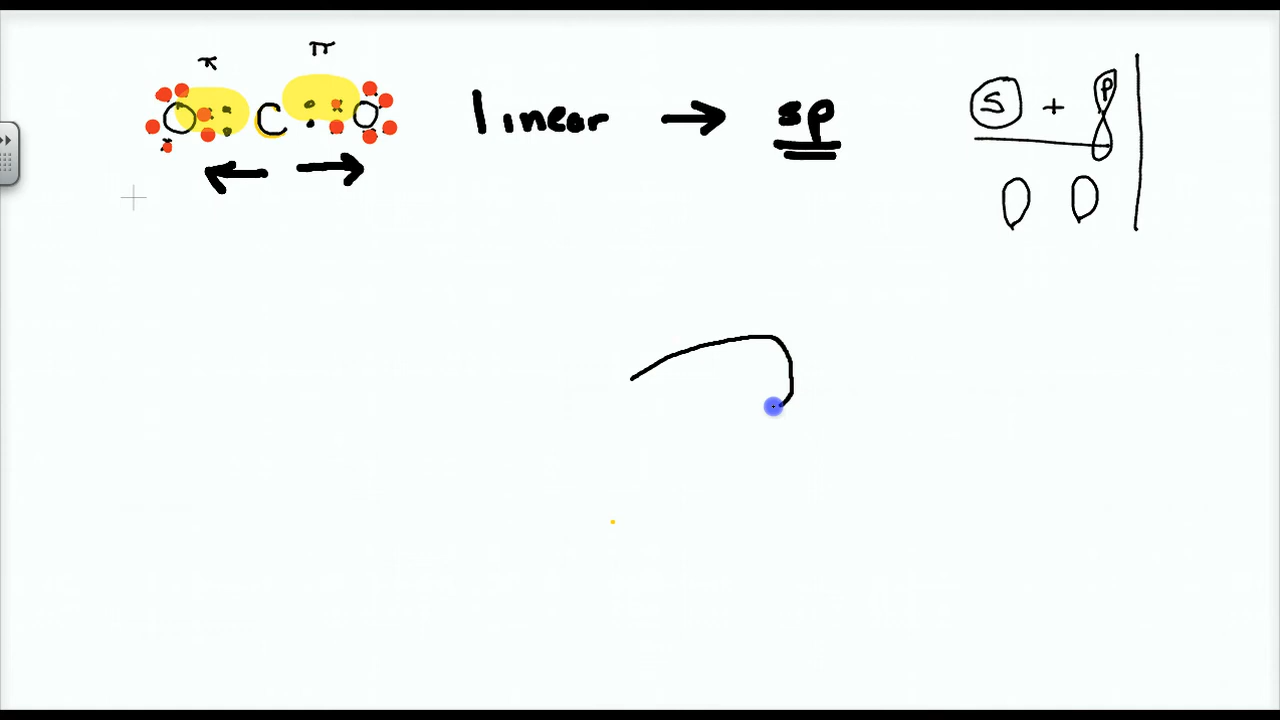 π π
O C O linear → sp
S + P